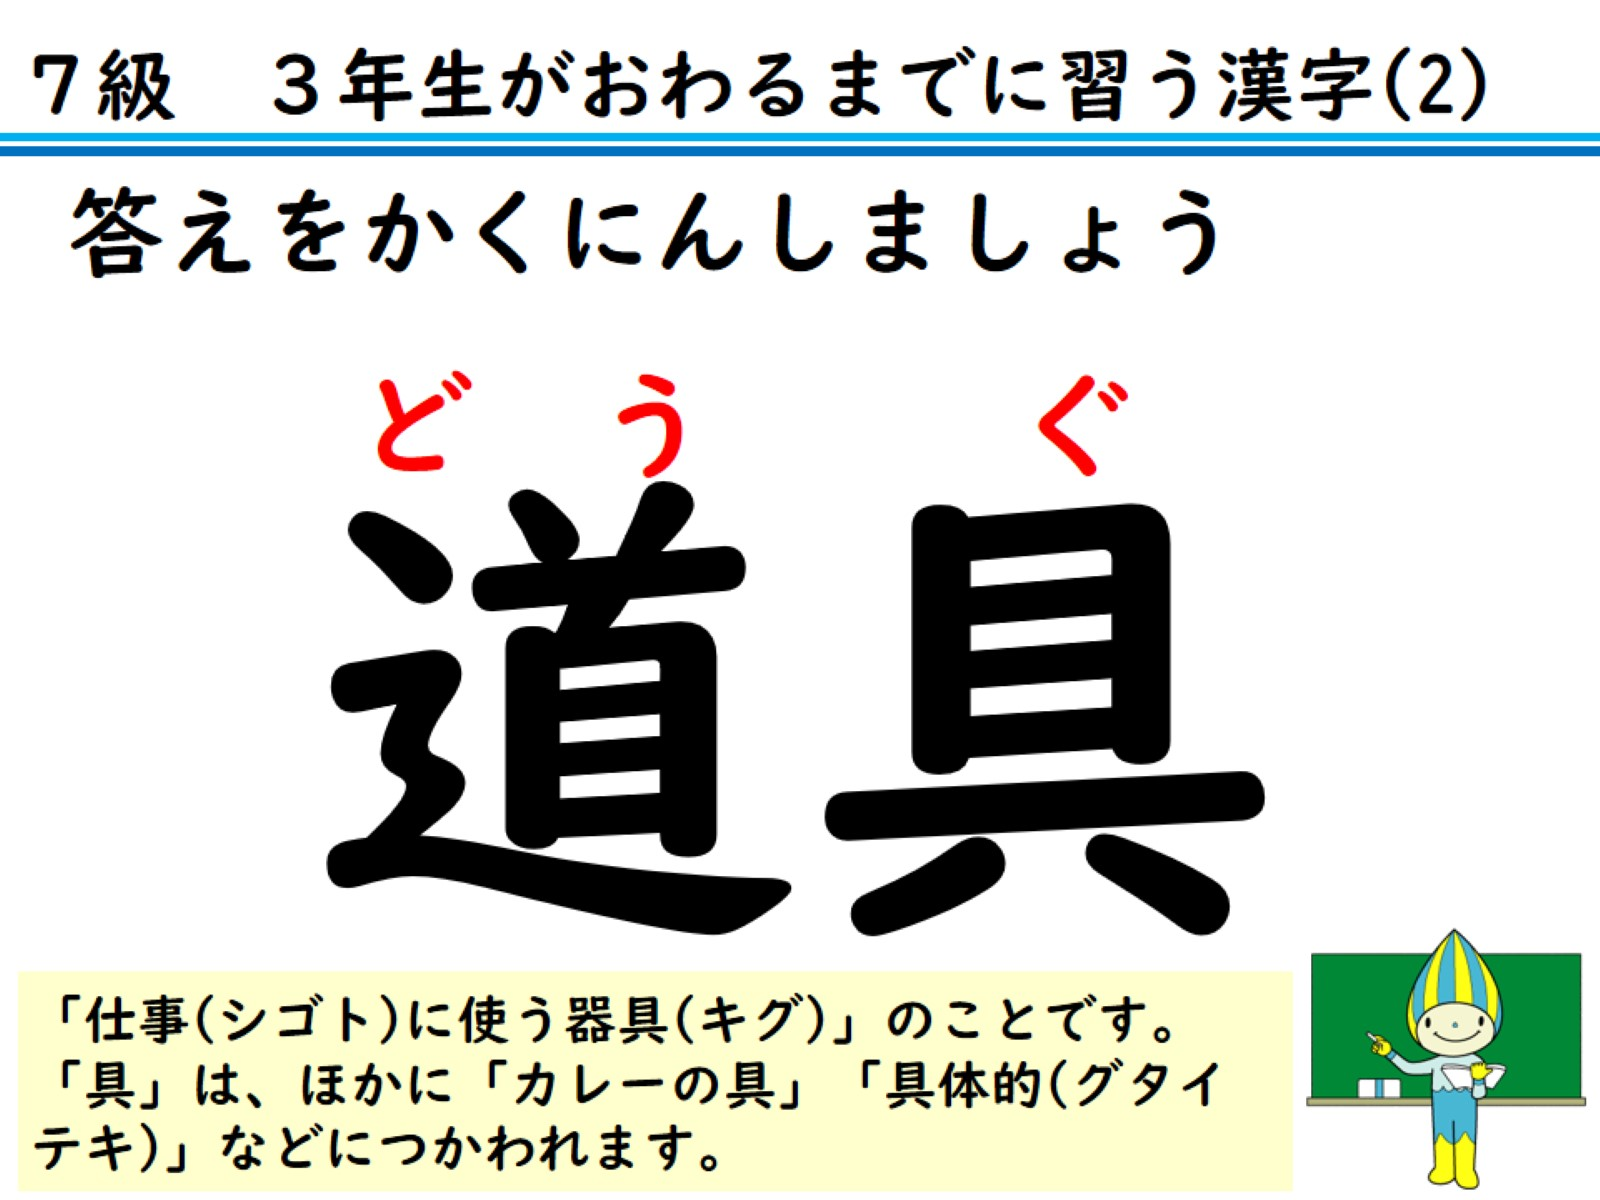 ７級　３年生がおわるまでに習う漢字(2)
答えをかくにんしましょう
どうぐ
道具
「仕事(シゴト)に使う器具(キグ)」のことです。
「具」は、ほかに「カレーの具」「具体的(グタイ
テキ)」などにつかわれます。